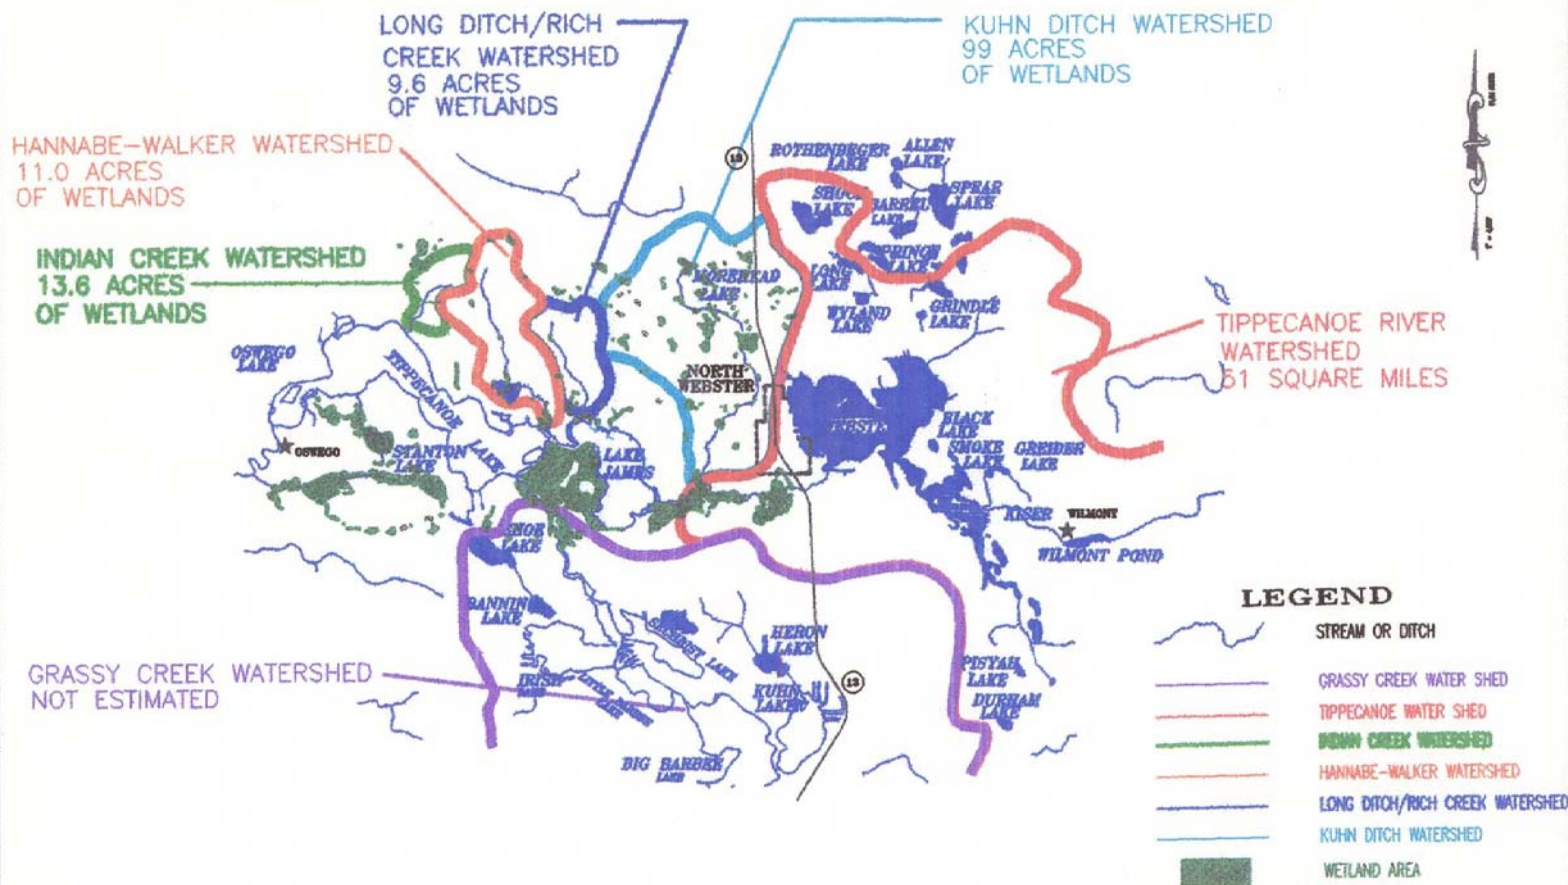 LONG DITCH/RICH
CREEK WATERSHED
9.6 ACRES
OF WETLANDS
KUHN DITCH WATERSHED
99 ACRES
OF WETLANDS
HANNABE-WALKER WATERSHED
11.0 ACRES
OF WETLANDS
INDIAN CREEK WATERSHED
13.6 ACRES
OF WETLANDS
13
ROTHENBEGER
LAKE
ALLEN
LAKE
LAKE
SPEAR
LAKE
LAKE
LAKE
MOREHEAD
LAKE
LONG
LAKE
WYLAND
LAKE
GRINDLE
LAKE
TIPPECANOE RIVER
WATERSHED
61 SQUARE MILES
OSWEGO
LAKE
TIPPECANOE LAKE
NORTH-
WEBSTER
OSWEGO
STANTON
LAKE
LAKE
JAMES
BLACK
LAKE
SMOKE
LAKE
GREIDER
LAKE
KISER
WILMONT
WILMONT POND
LAKE
LAKE
SECHRIST LAKE
HERON
LAKE
KUHN
LAKE
IRISH
13
LAKE
DURHAM
LAKE
BIG BARBEE
LAKE
GRASSY CREEK WATERSHED
NOT ESTIMATED
LEGEND
STREAM OR DITCH
GRASSY CREEK WATER SHED
TIPPECANOE WATER SHED
INDIAN CREEK WATERSHED
HANNABE-WALKER WATERSHED
LONG DITCH/RICH CREEK WATERSHED
KUHN DITCH WATERSHED
WETLAND AREA